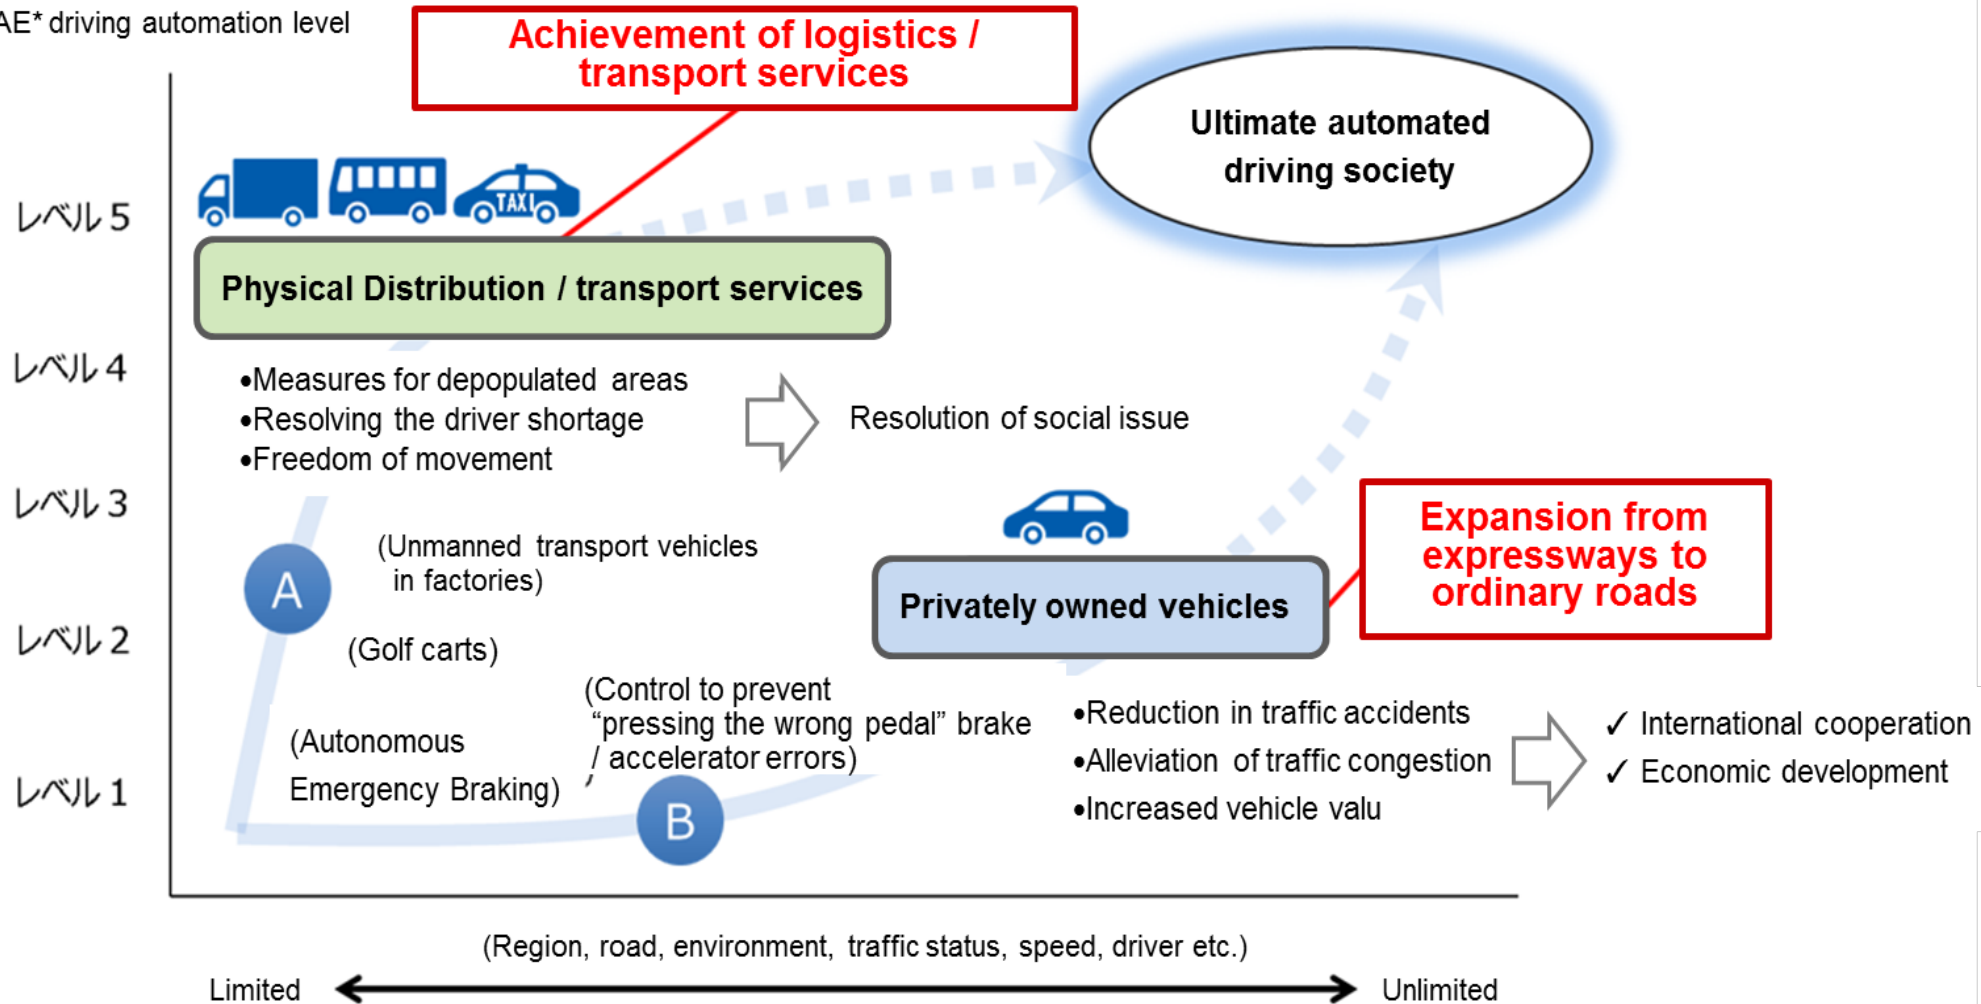 AE* driving automation level
Achievement of logistics /
transport services
Ultimate automated
driving society
TAXI
レベル 5
Physical Distribution / transport services
レベル 4
•Measures for depopulated areas
•Resolving the driver shortage
•Freedom of movement
Resolution of social issue
レベル 3
(Unmanned transport vehicles
in factories)
A
Expansion from
expressways to
ordinary roads
Privately owned vehicles
レベル 2
(Golf carts)
(Control to prevent
“pressing the wrong pedal” brake
/ accelerator errors)
(Autonomous
Emergency Braking)
レベル 1
B
•Reduction in traffic accidents
•Alleviation of traffic congestion
•Increased vehicle valu
✓ International cooperation
✓ Economic development
(Region, road, environment, traffic status, speed, driver etc.)
Limited
Unlimited